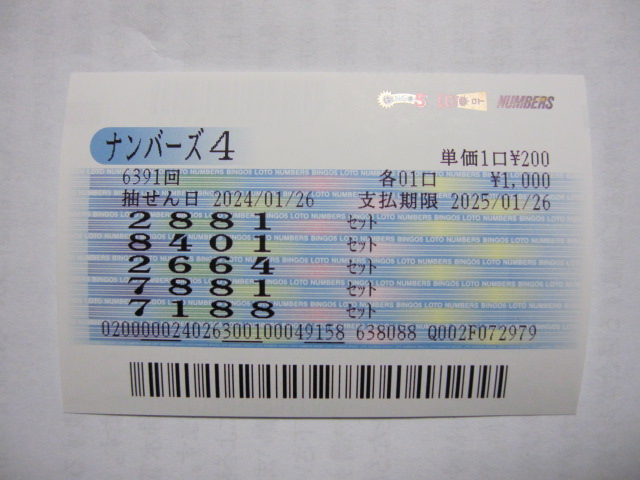 NUMBERS
ナンバーズ4
単価1口¥200
6391回 各01口 ¥1,000
抽せん日 2024/01/26 支払期限 2025/01/26
2881 セット
8401 セット
2664 セット
7881 セット
7188 セット
02000002402630010004915８ 638088 Q002F072979